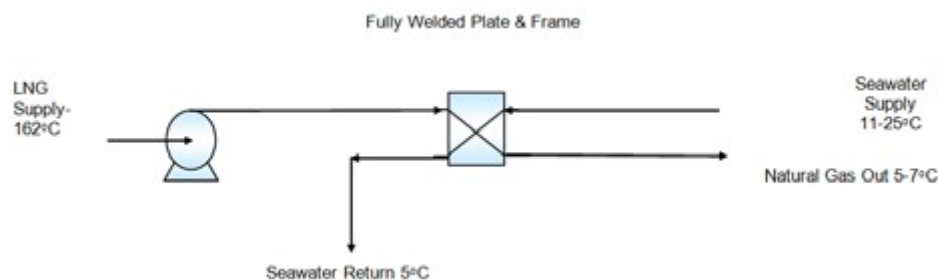 Fully Welded Plate & Frame
LNG
Supply-
162ºC
Seawater
Supply
11-25ºC
Natural Gas Out 5-7ºC
Seawater Return 5ºC